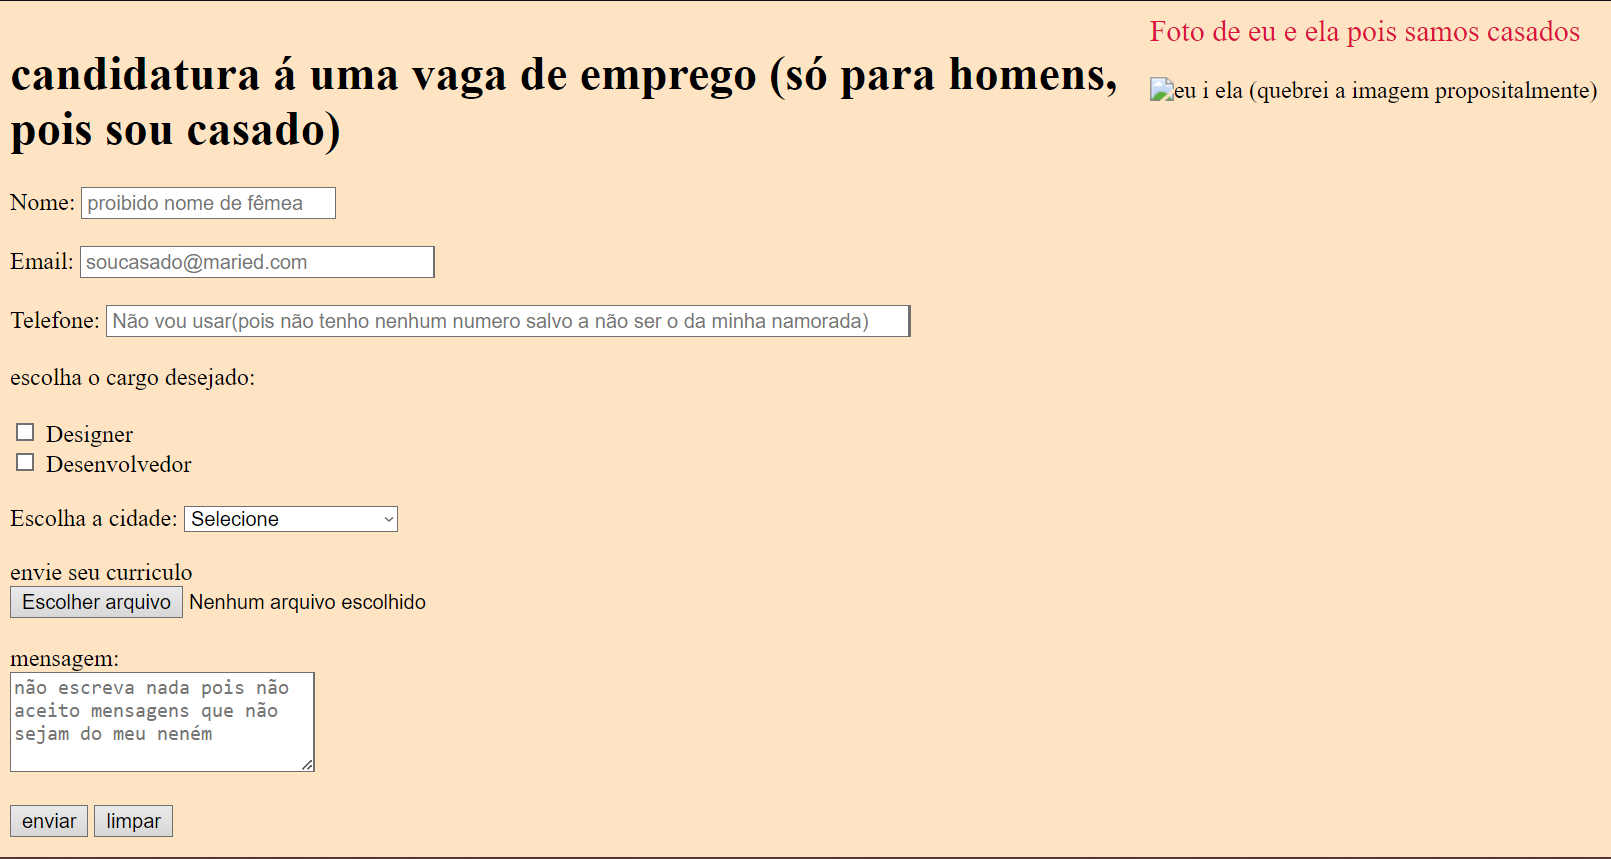 candidatura á uma vaga de emprego (só para homens,
pois sou casado)
Foto de eu e ela pois samos casados
eu i ela (quebrei a imagem propositalmente)
Nome: proibido nome de fêmea
Email: soucasado@maried.com
Telefone: Não vou usar(pois não tenho nenhum numero salvo a não ser o da minha namorada)
escolha o cargo desejado:
Designer
Desenvolvedor
Escolha a cidade: Selecione
envie seu curriculo
Escolher arquivo Nenhum arquivo escolhido
mensagem:
não escreva nada pois não
aceito mensagens que não
sejam do meu neném
enviar limpar